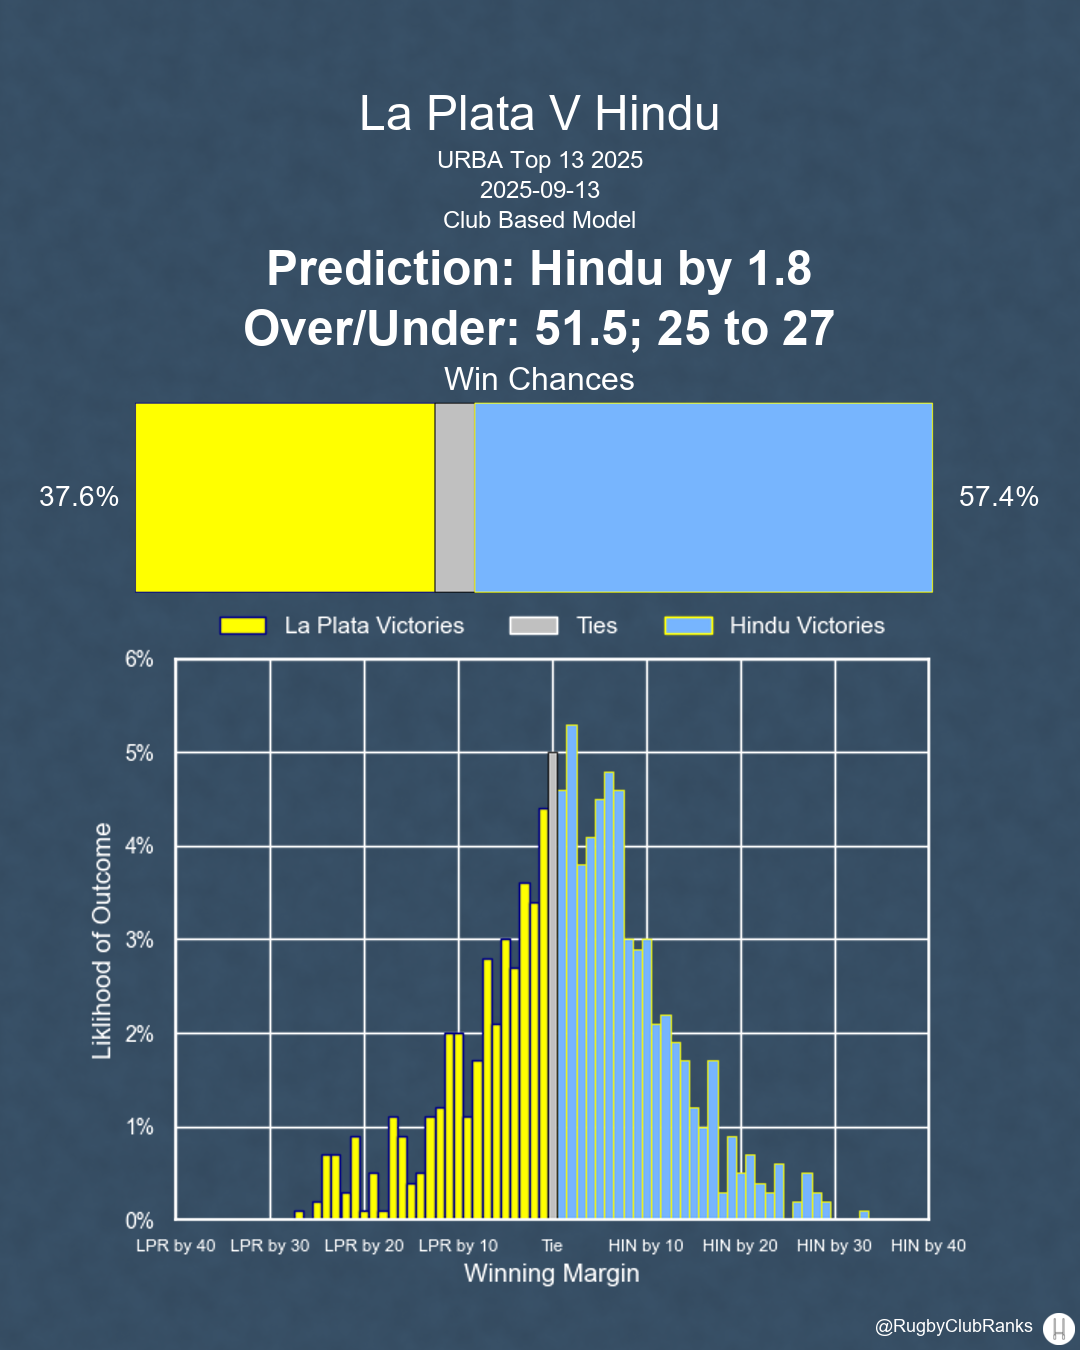 La Plata V Hindu
URBA Top 13 2025
2025-09-13
Club Based Model
Prediction: Hindu by 1.8
Over/Under: 51.5; 25 to 27
Win Chances
37.6%
57.4%
La Plata Victories
Ties
Hindu Victories
6%
5%
4%
3%
2%
1%
0%
Liklihood of Outcome
LPR by 40
LPR by 30
LPR by 20
LPR by 10
Tie
HIN by 10
HIN by 20
HIN by 30
HIN by 40
Winning Margin
@RugbyClubRanks